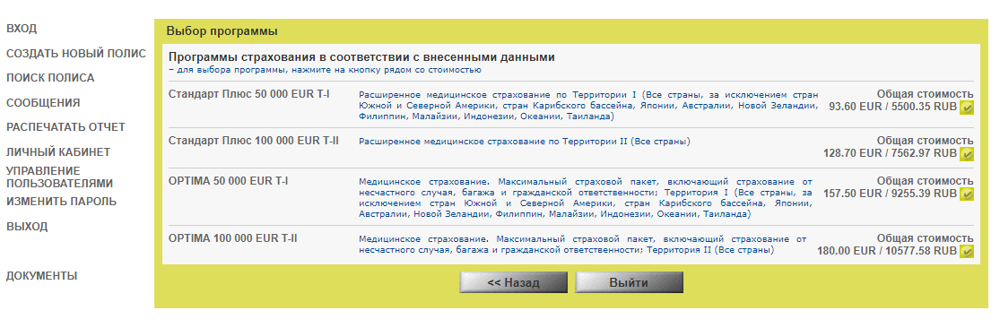 ВХОД
СОЗДАТЬ НОВЫЙ ПОЛИС
ПОИСК ПОЛИСА
СООБЩЕНИЯ
РАСПЕЧАТАТЬ ОТЧЕТ
ЛИЧНЫЙ КАБИНЕТ
УПРАВЛЕНИЕ
ПОЛЬЗОВАТЕЛЯМИ
ИЗМЕНИТЬ ПАРОЛЬ
ВЫХОД
ДОКУМЕНТЫ
Выбор программы
Программы страхования в соответствии с внесенными данными
– для выбора программы, нажмите на кнопку рядом со стоимостью
Стандарт Плюс 50 000 EUR T-I
Расширенное медицинское страхование по Территории I (Все страны, за исключением стран
Южной и Северной Америки, стран Карибского бассейна, Японии, Австралии, Новой Зеландии,
Филиппин, Малайзии, Индонезии, Океании, Таиланда)
Общая стоимость
93.60 EUR / 5500.35 RUB
Стандарт Плюс 100 000 EUR T-II
Расширенное медицинское страхование по Территории II (Все страны)
Общая стоимость
128.70 EUR / 7562.97 RUB
OPTIMA 50 000 EUR T-I
Медицинское страхование. Максимальный страховой пакет, включающий страхование от
несчастного случая, багажа и гражданской ответственности; Территория I (Все страны, за
исключением стран Южной и Северной Америки, стран Карибского бассейна, Японии,
Австралии, Новой Зеландии, Филиппин, Малайзии, Индонезии, Океании, Таиланда)
Общая стоимость
157.50 EUR / 9255.39 RUB
OPTIMA 100 000 EUR T-II
Медицинское страхование. Максимальный страховой пакет, включающий страхование от
несчастного случая, багажа и гражданской ответственности; Территория II (Все страны)
Общая стоимость
180.00 EUR / 10577.58 RUB
<< Назад
Выйти